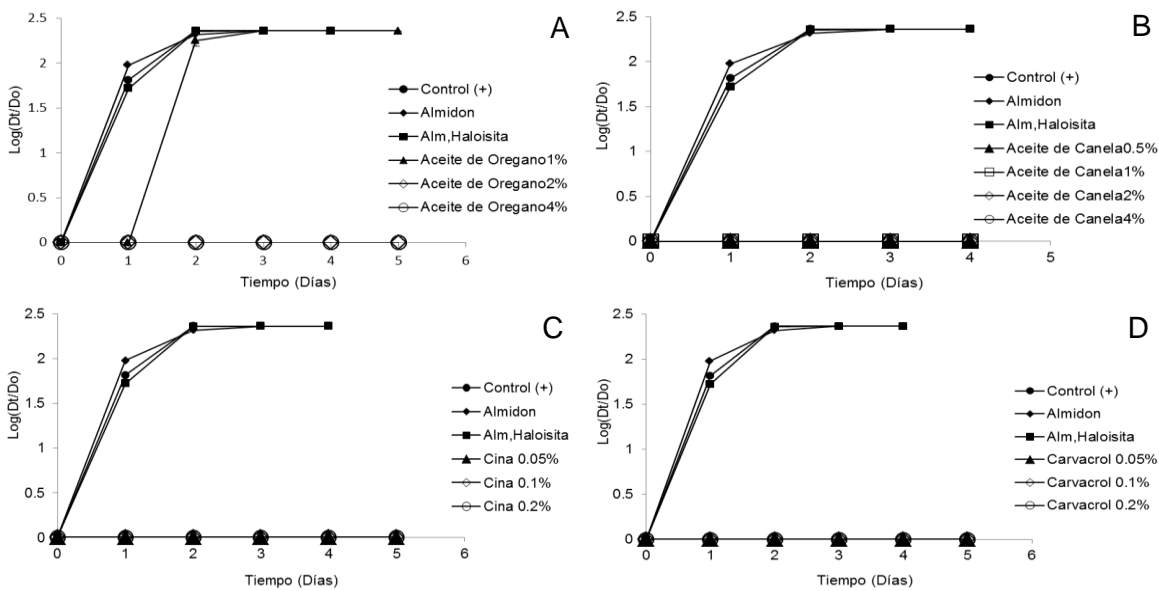 A
2.5
2
1.5
1
0.5
0
0 1 2 3 4 5 6
Log(Dt/Do)
Tiempo (Días)
Control (+)
Almidon
Alm,Haloisita
Aceite de Oregano1%
Aceite de Oregano2%
Aceite de Oregano4%
B
2.5
2
1.5
1
0.5
0
0 1 2 3 4 5
Log(Dt/Do)
Tiempo (Días)
Control (+)
Almidon
Alm,Haloisita
Aceite de Canela0.5%
Aceite de Canela1%
Aceite de Canela2%
Aceite de Canela4%
C
2.5
2
1.5
1
0.5
0
0 1 2 3 4 5 6
Log(Dt/Do)
Tiempo (Días)
Control (+)
Almidon
Alm,Haloisita
Cina 0.05%
Cina 0.1%
Cina 0.2%
D
2.5
2
1.5
1
0.5
0
0 1 2 3 4 5 6
Log(Dt/Do)
Tiempo (Días)
Control (+)
Almidon
Alm,Haloisita
Carvacrol 0.05%
Carvacrol 0.1%
Carvacrol 0.2%